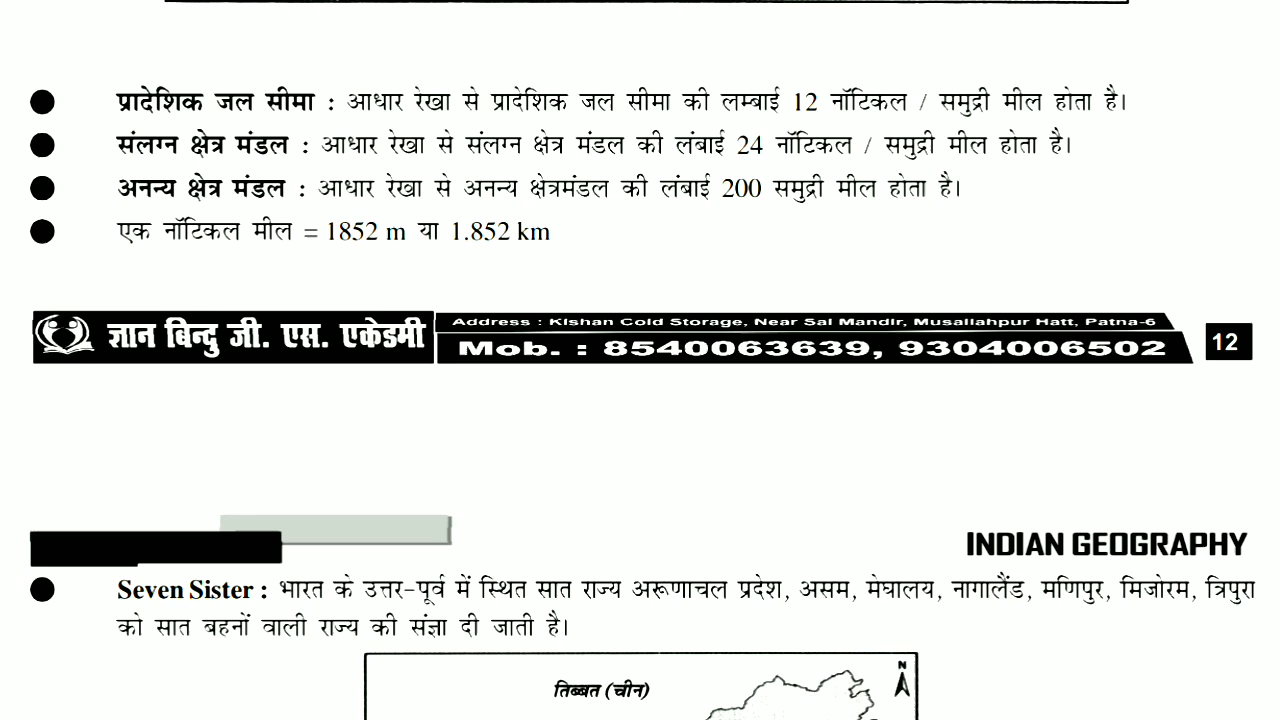 ● प्रादेशिक जल सीमा : आधार रेखा से प्रादेशिक जल सीमा की लम्बाई 12 नॉटिकल / समुद्री मील होता है।
● संलग्न क्षेत्र मंडल : आधार रेखा से संलग्न क्षेत्र मंडल की लंबाई 24 नॉटिकल / समुद्री मील होता है।
● अनन्य क्षेत्र मंडल : आधार रेखा से अनन्य क्षेत्रमंडल की लंबाई 200 समुद्री मील होता है।
● एक नॉटिकल मील = 1852 m या 1.852 km
ज्ञान बिन्दु जी. एस. एकेडमी
Address : Kishan Cold Storage, Near Sai Mandir, Musallahpur Hatt, Patna-6
Mob. : 8540063639, 9304006502
12
INDIAN GEOGRAPHY
● Seven Sister : भारत के उत्तर-पूर्व में स्थित सात राज्य अरूणाचल प्रदेश, असम, मेघालय, नागालैंड, मणिपुर, मिजोरम, त्रिपुरा
को सात बहनों वाली राज्य की संज्ञा दी जाती है।
N
तिब्बत (चीन)